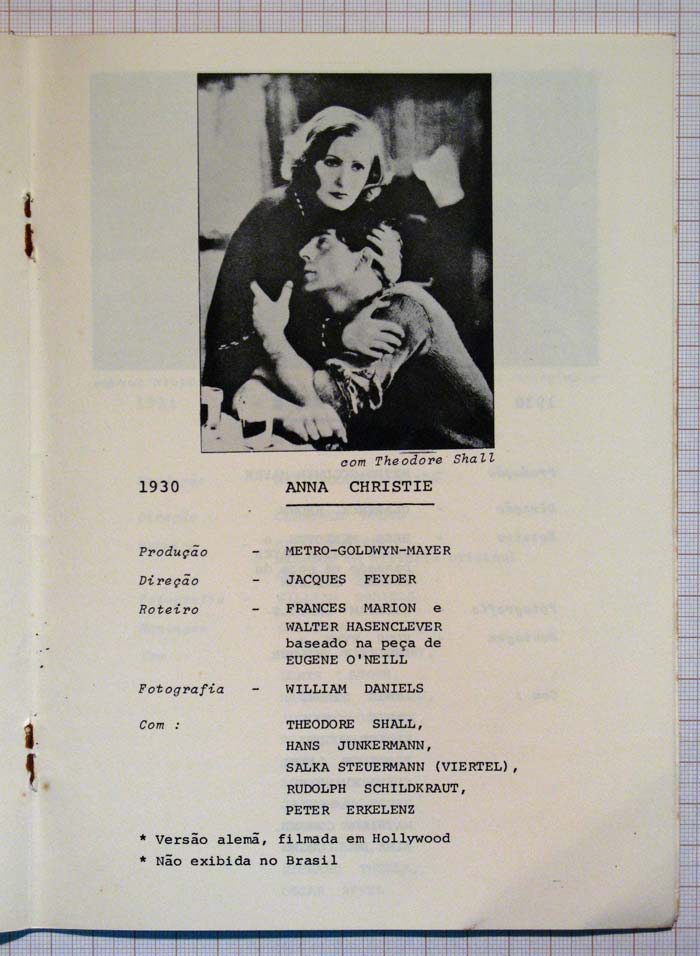 com Theodore Shall
1930 ANNA CHRISTIE
Produção - METRO-GOLDWYN-MAYER
Direção - JACQUES FEYDER
Roteiro - FRANCES MARION e
WALTER HASENCLEVER
baseado na peça de
EUGENE O'NEILL
Fotografia - WILLIAM DANIELS
Com : THEODORE SHALL,
HANS JUNKERMANN,
SALKA STEUERMANN (VIERTEL),
RUDOLPH SCHILDKRAUT,
PETER ERKELENZ
* Versão alemã, filmada em Hollywood
* Não exibida no Brasil